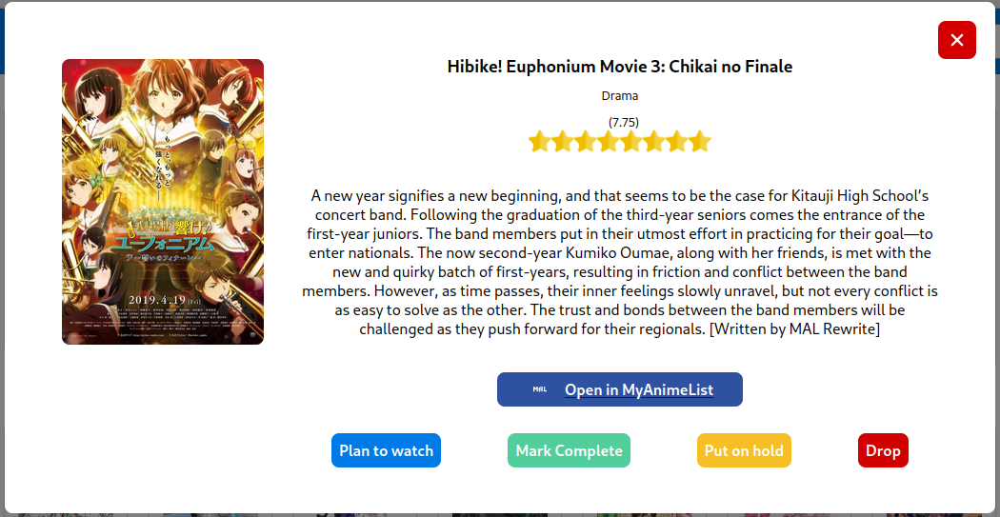 ×
Hibike! Euphonium Movie 3: Chikai no Finale
Drama
(7.75)
A new year signifies a new beginning, and that seems to be the case for Kitauji High School's
concert band. Following the graduation of the third-year seniors comes the entrance of the
first-year juniors. The band members put in their utmost effort in practicing for their goal—to
enter nationals. The now second-year Kumiko Oumae, along with her friends, is met with the
new and quirky batch of first-years, resulting in friction and conflict between the band
members. However, as time passes, their inner feelings slowly unravel, but not every conflict is
as easy to solve as the other. The trust and bonds between the band members will be
challenged as they push forward for their regionals. [Written by MAL Rewrite]
MAL Open in MyAnimeList
Plan to watch Mark Complete Put on hold Drop
もっと、もっと
強くなれる―
劇場版 響け!
ユーフォニアム
〜誓いのフィナーレ〜
2019.4.19 [Fri]